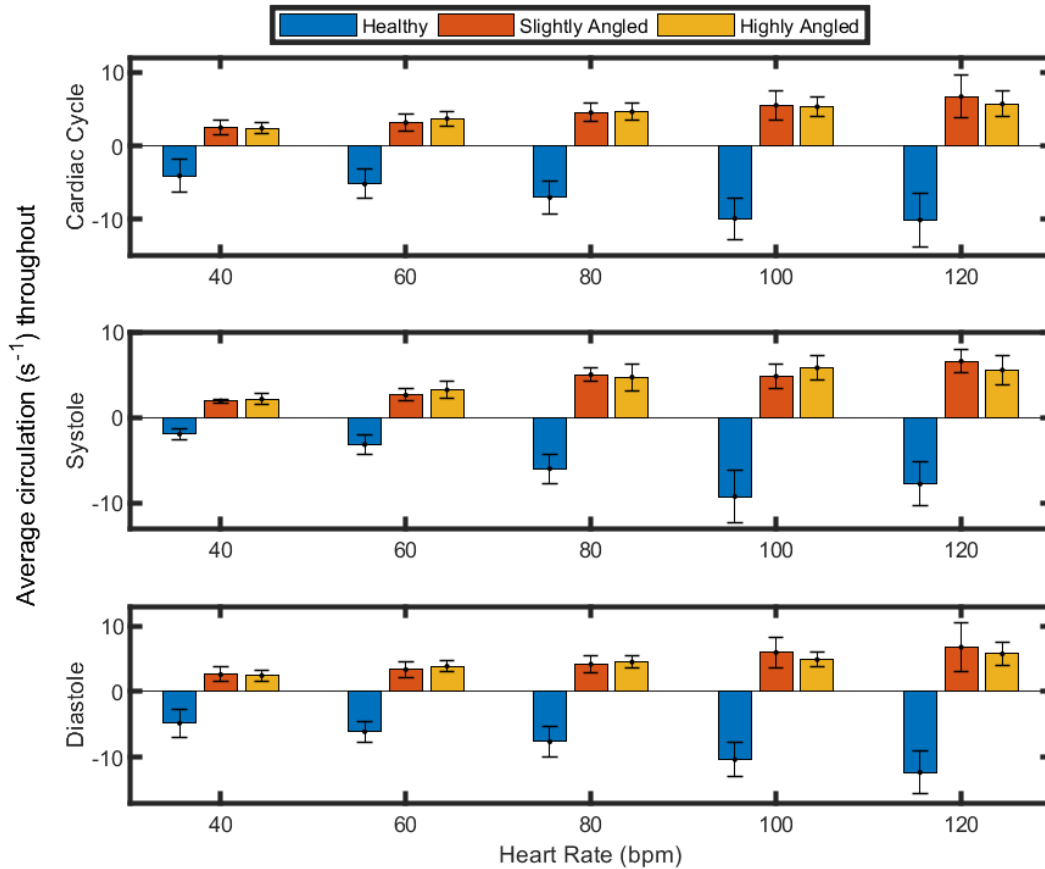 Healthy Slightly Angled Highly Angled
Average circulation (s⁻¹) throughout
Cardiac Cycle
10
0
-10
40 60 80 100 120
Systole
10
0
-10
40 60 80 100 120
Diastole
10
0
-10
40 60 80 100 120
Heart Rate (bpm)